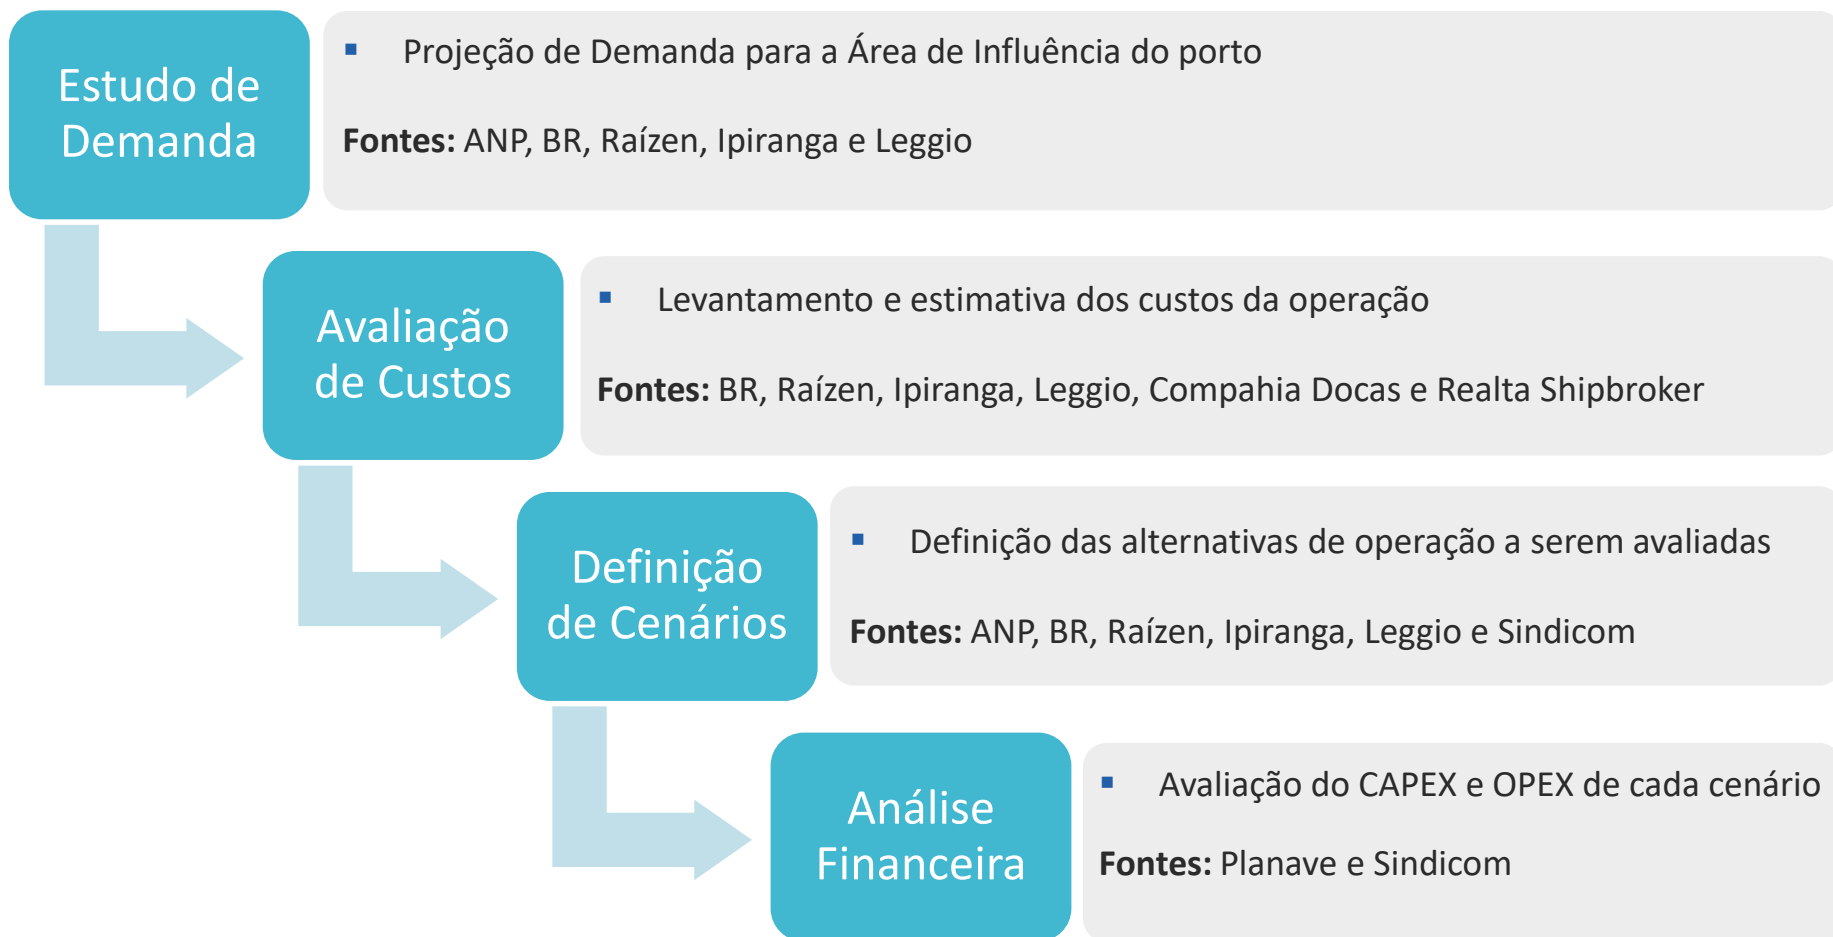 Estudo de
Demanda
▪ Projeção de Demanda para a Área de Influência do porto
Fontes: ANP, BR, Raízen, Ipiranga e Leggio
Avaliação
de Custos
▪ Levantamento e estimativa dos custos da operação
Fontes: BR, Raízen, Ipiranga, Leggio, Compahia Docas e Realta Shipbroker
Definição
de Cenários
▪ Definição das alternativas de operação a serem avaliadas
Fontes: ANP, BR, Raízen, Ipiranga, Leggio e Sindicom
Análise
Financeira
▪ Avaliação do CAPEX e OPEX de cada cenário
Fontes: Planave e Sindicom